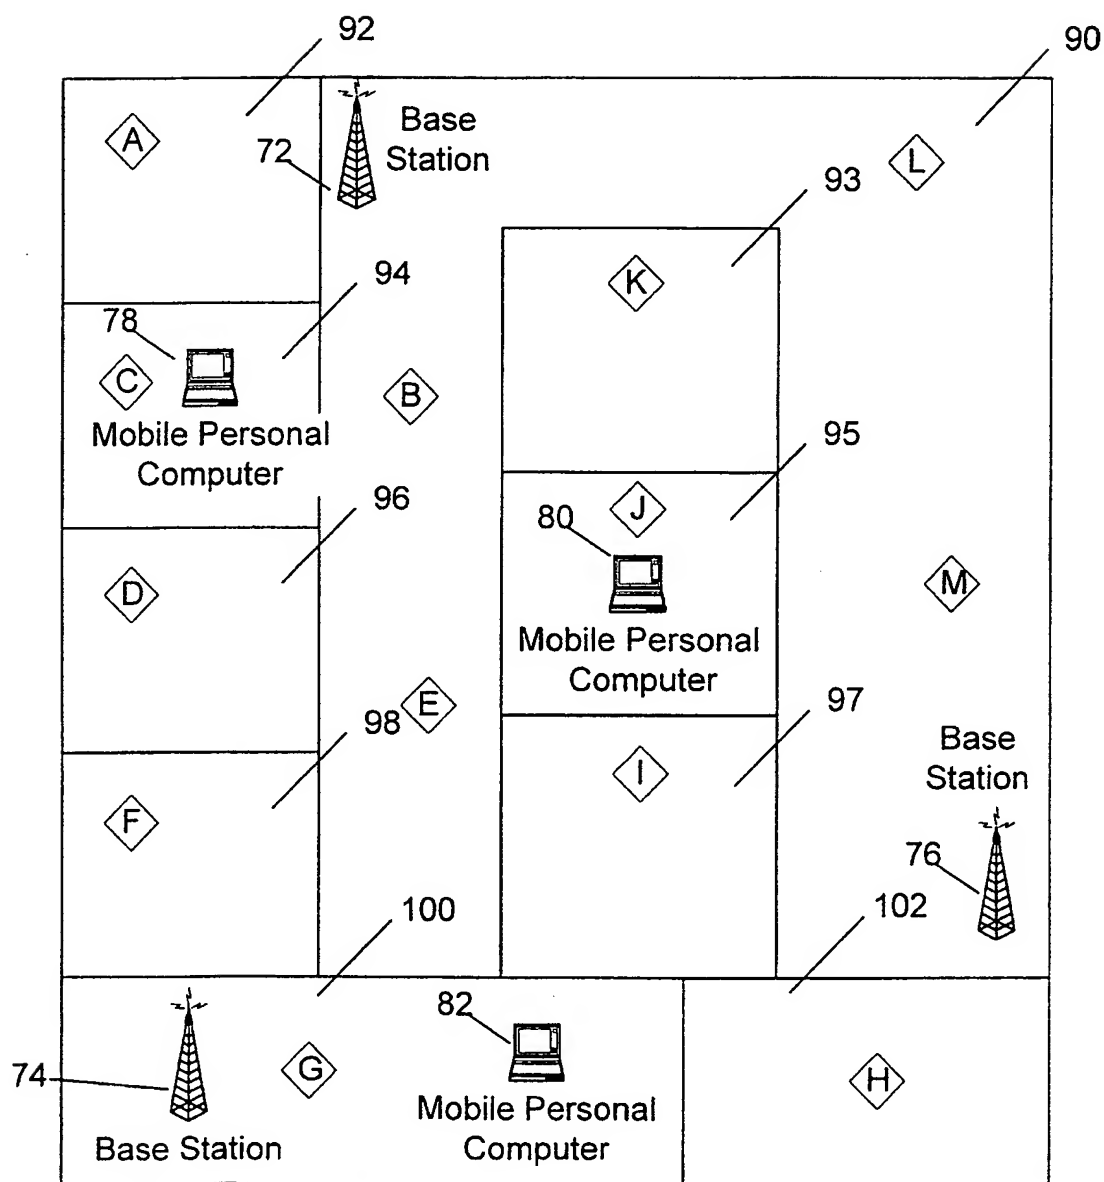 92
90
A
Base
Station
72
L
93
K
94
78
C
B
Mobile Personal
Computer
95
96
J
80
D
M
Mobile Personal
Computer
E
97
98
Base
Station
I
F
76
100
102
82
74
G
H
Mobile Personal
Computer
Base Station